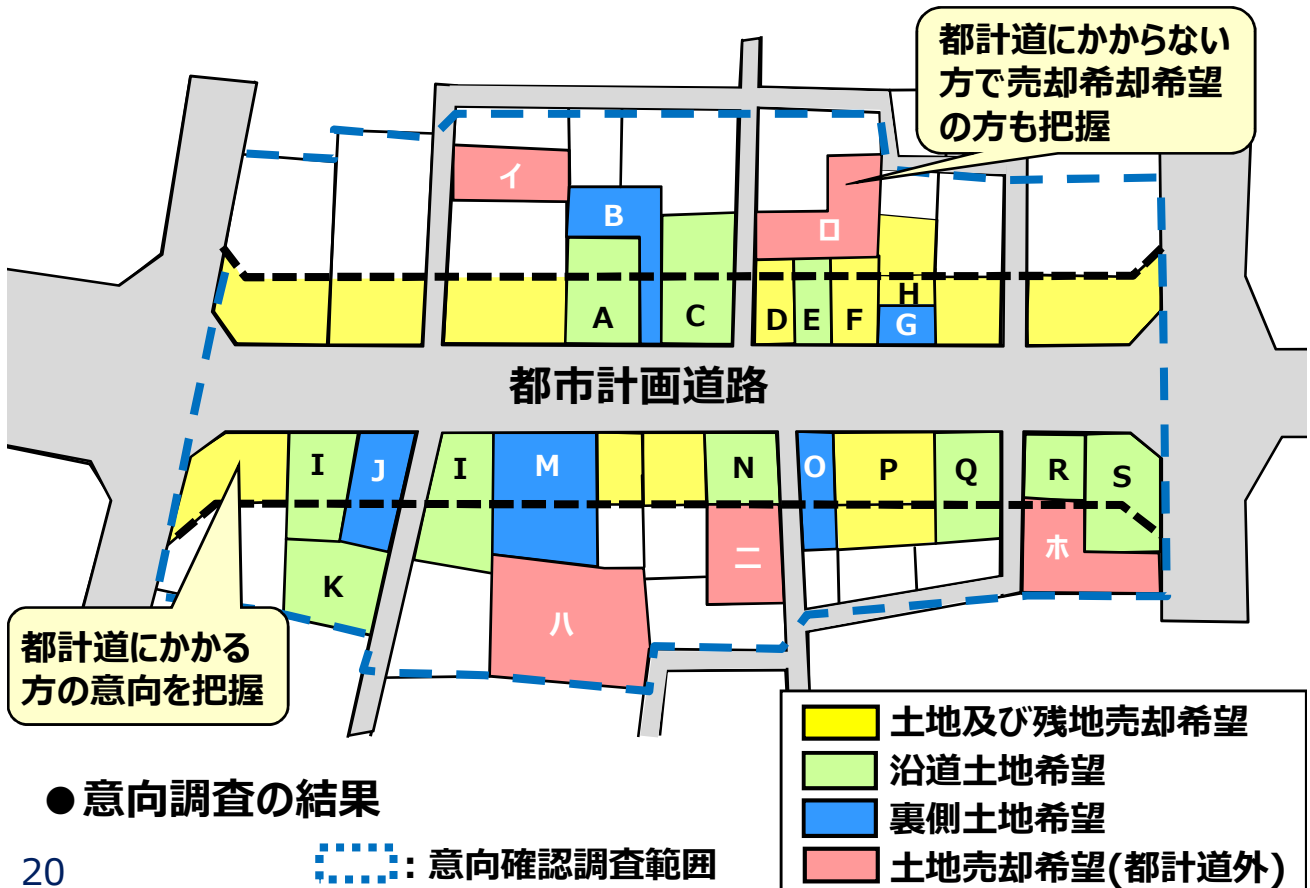 都計道にかからない
方で売却希却希望
の方も把握
イ
B
ロ
A
C
D
E
F
H
G
都市計画道路
I
J
I
M
N
O
P
Q
R
S
K
ハ
ニ
ホ
都計道にかかる
方の意向を把握
土地及び残地売却希望
沿道土地希望
裏側土地希望
土地売却希望(都計道外)
●意向調査の結果
：意向確認調査範囲
20